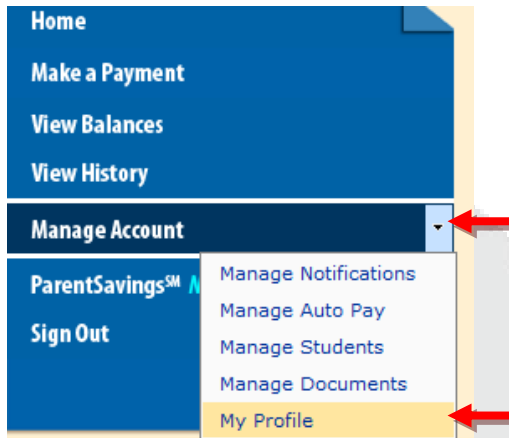 Home
Make a Payment
View Balances
View History
Manage Account
ParentSavings℠
Sign Out
Manage Notifications
Manage Auto Pay
Manage Students
Manage Documents
My Profile